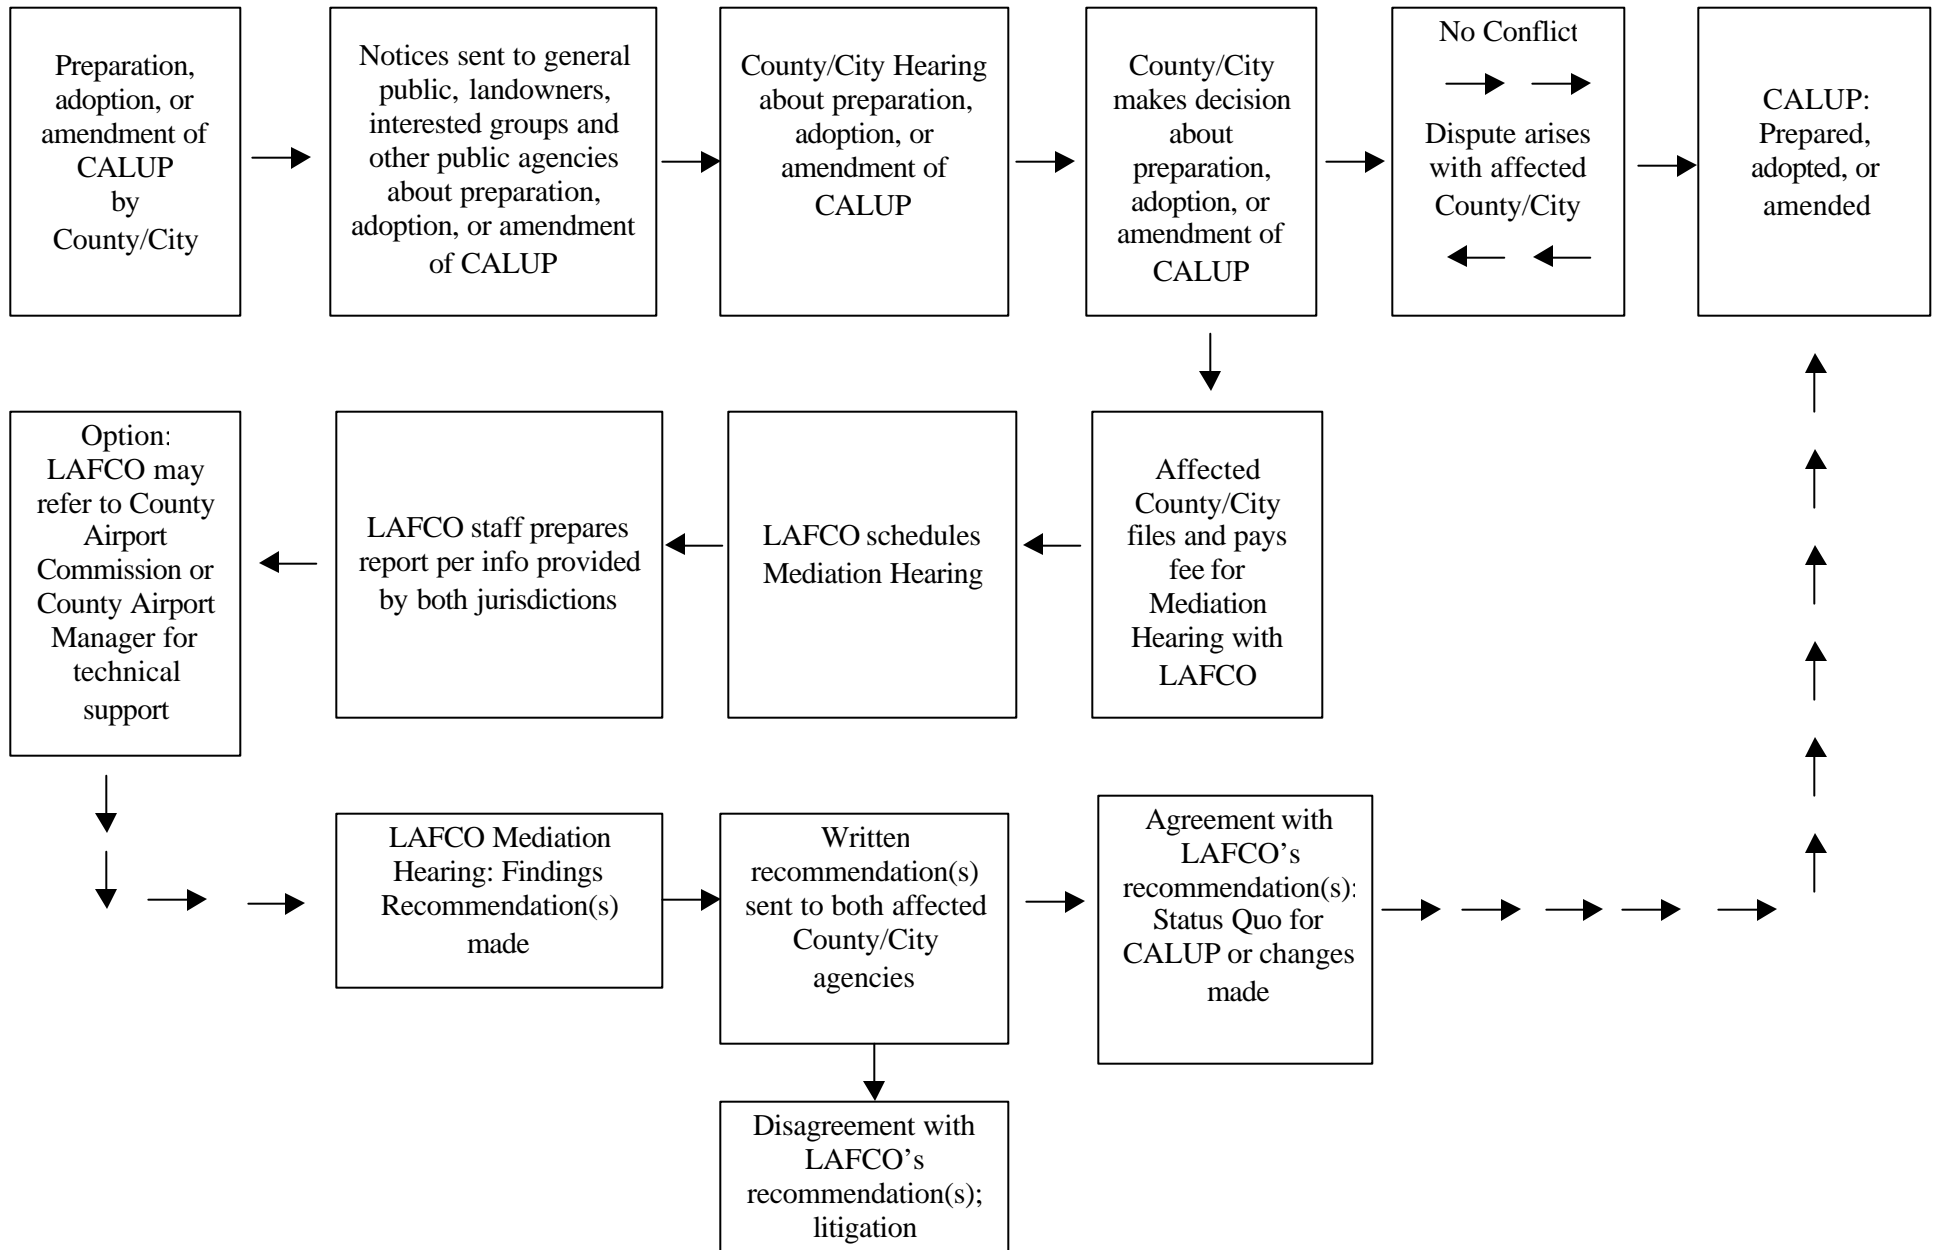 Preparation,
adoption, or
amendment of
CALUP
by
County/City
Notices sent to general
public, landowners,
interested groups and
other public agencies
about preparation,
adoption, or amendment
of CALUP
County/City Hearing
about preparation,
adoption, or
amendment of
CALUP
County/City
makes decision
about
preparation,
adoption, or
amendment of
CALUP
No Conflict
Dispute arises
with affected
County/City
CALUP:
Prepared,
adopted, or
amended
Option:
LAFCO may
refer to County
Airport
Commission or
County Airport
Manager for
technical
support
LAFCO staff prepares
report per info provided
by both jurisdictions
LAFCO schedules
Mediation Hearing
Affected
County/City
files and pays
fee for
Mediation
Hearing with
LAFCO
LAFCO Mediation
Hearing: Findings
Recommendation(s)
made
Written
recommendation(s)
sent to both affected
County/City
agencies
Agreement with
LAFCO’s
recommendation(s):
Status Quo for
CALUP or changes
made
Disagreement with
LAFCO’s
recommendation(s);
litigation